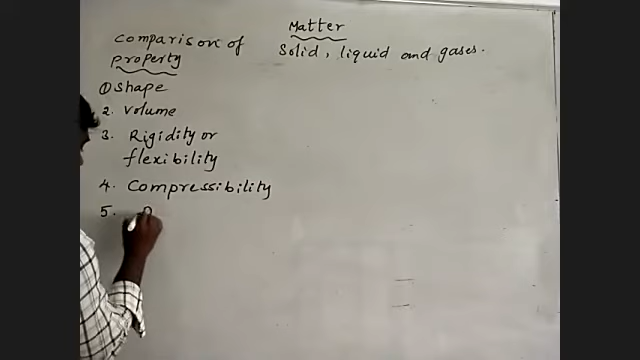 Matter
Comparison of
property
Solid, liquid and gases.
① Shape
2. Volume
3. Rigidity or
flexibility
4. Compressibility
5.